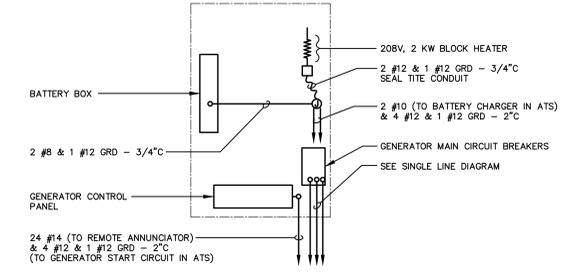 208V, 2 KW BLOCK HEATER
2 #12 & 1 #12 GRD – 3/4"C
SEAL TITE CONDUIT
BATTERY BOX
2 #10 (TO BATTERY CHARGER IN ATS)
& 4 #12 & 1 #12 GRD – 2"C
2 #8 & 1 #12 GRD – 3/4"C
GENERATOR MAIN CIRCUIT BREAKERS
SEE SINGLE LINE DIAGRAM
GENERATOR CONTROL
PANEL
24 #14 (TO REMOTE ANNUNCIATOR)
& 4 #12 & 1 #12 GRD – 2"C
(TO GENERATOR START CIRCUIT IN ATS)